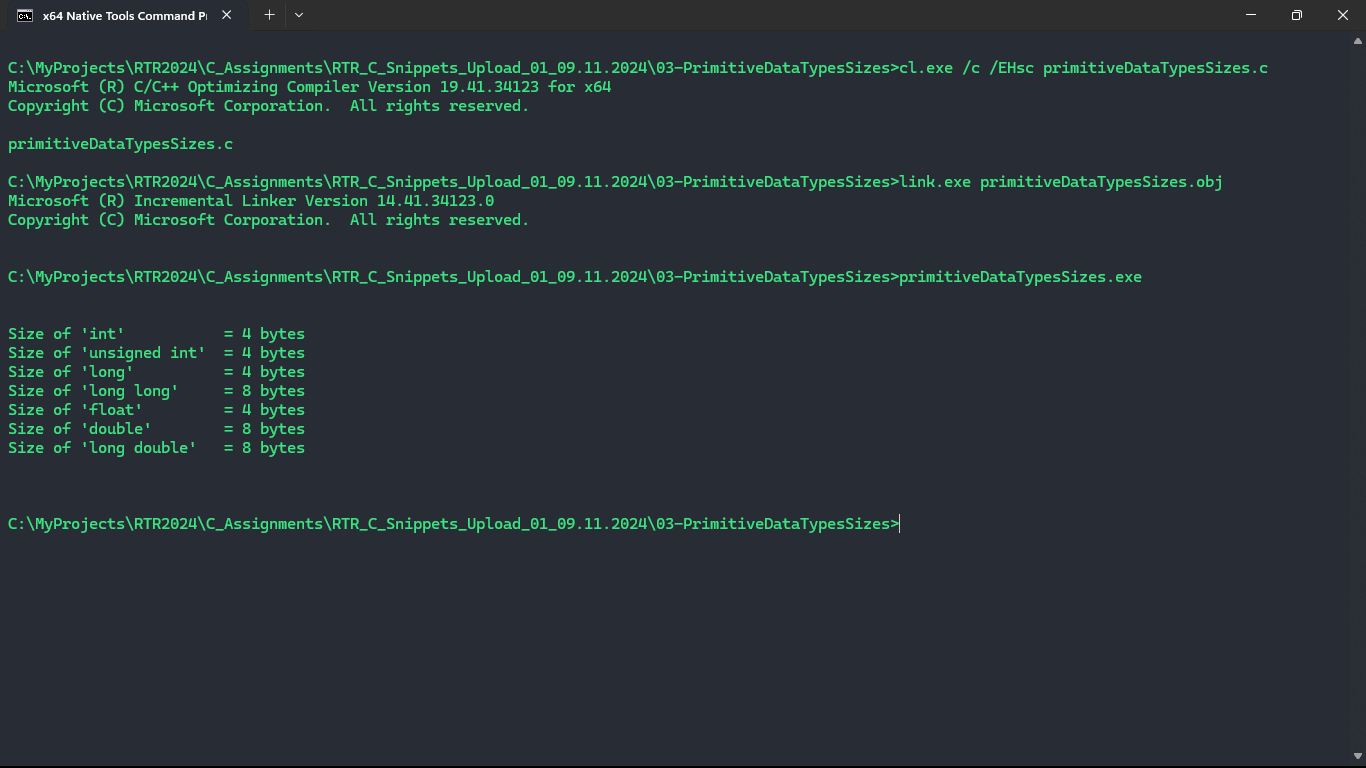 x64 Native Tools Command P
C:\MyProjects\RTR2024\C_Assignments\RTR_C_Snippets_Upload_01_09.11.2024\03-PrimitiveDataTypesSizes>cl.exe /c /EHsc primitiveDataTypesSizes.c
Microsoft (R) C/C++ Optimizing Compiler Version 19.41.34123 for x64
Copyright (C) Microsoft Corporation.  All rights reserved.
primitiveDataTypesSizes.c
C:\MyProjects\RTR2024\C_Assignments\RTR_C_Snippets_Upload_01_09.11.2024\03-PrimitiveDataTypesSizes>link.exe primitiveDataTypesSizes.obj
Microsoft (R) Incremental Linker Version 14.41.34123.0
Copyright (C) Microsoft Corporation.  All rights reserved.
C:\MyProjects\RTR2024\C_Assignments\RTR_C_Snippets_Upload_01_09.11.2024\03-PrimitiveDataTypesSizes>primitiveDataTypesSizes.exe
Size of 'int'           = 4 bytes
Size of 'unsigned int'  = 4 bytes
Size of 'long'          = 4 bytes
Size of 'long long'     = 8 bytes
Size of 'float'         = 4 bytes
Size of 'double'        = 8 bytes
Size of 'long double'   = 8 bytes
C:\MyProjects\RTR2024\C_Assignments\RTR_C_Snippets_Upload_01_09.11.2024\03-PrimitiveDataTypesSizes>